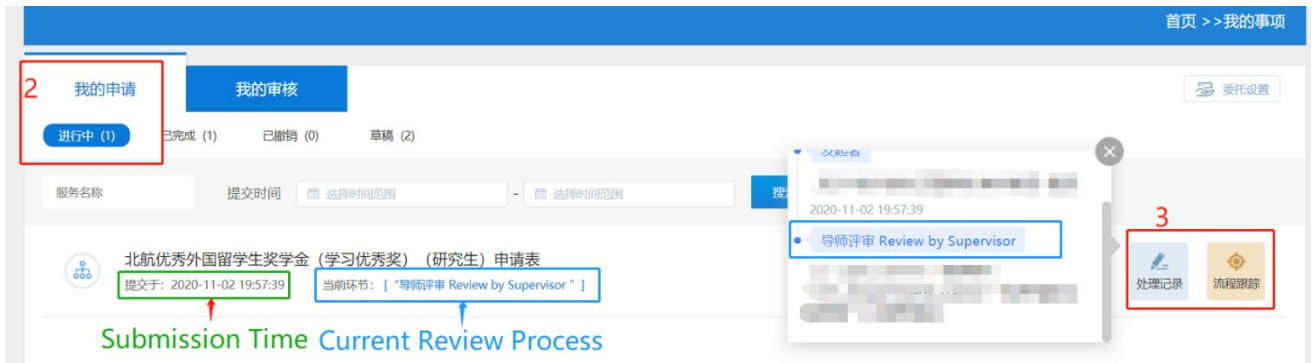 首页 >>我的事项
2
我的申请
我的审核
委托设置
进行中 (1)
已完成 (1)
已撤销 (0)
草稿 (2)
发起者
服务名称
提交时间
选择时间范围
-
选择时间范围
2020-11-02 19:57:39
3
导师评审 Review by Supervisor
北航优秀外国留学生奖学金（学习优秀奖）（研究生）申请表
提交于：2020-11-02 19:57:39
当前环节：[ “导师评审 Review by Supervisor” ]
处理记录
流程跟踪
Submission Time
Current Review Process